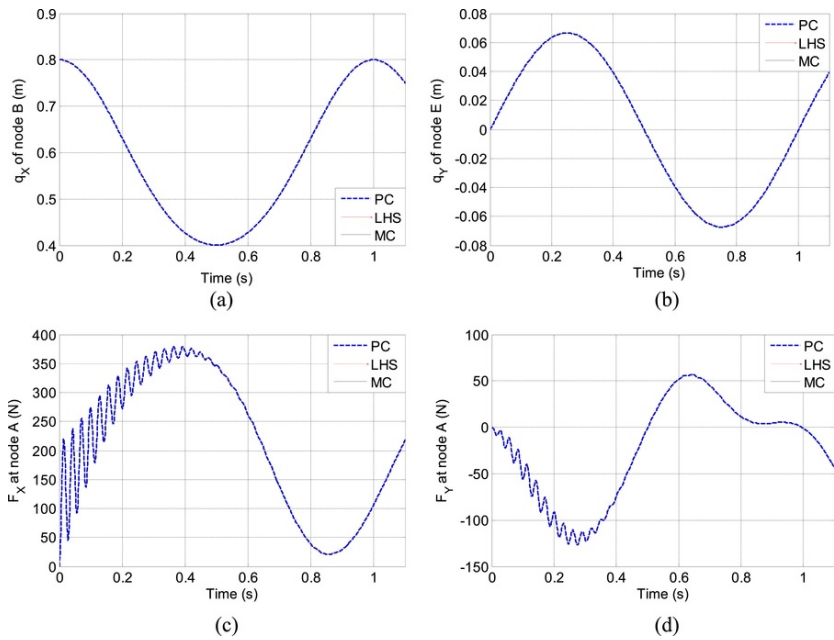 0.8
0.7
0.6
0.5
0.4
q_X of node B (m)
0 0.2 0.4 0.6 0.8 1
Time (s)
PC
LHS
MC
(a)
0.08
0.06
0.04
0.02
0
-0.02
-0.04
-0.06
-0.08
q_Y of node E (m)
0 0.2 0.4 0.6 0.8 1
Time (s)
PC
LHS
MC
(b)
400
350
300
250
200
150
100
50
0
F_X at node A (N)
0 0.2 0.4 0.6 0.8 1
Time (s)
PC
LHS
MC
(c)
100
50
0
-50
-100
-150
F_Y at node A (N)
0 0.2 0.4 0.6 0.8 1
Time (s)
PC
LHS
MC
(d)